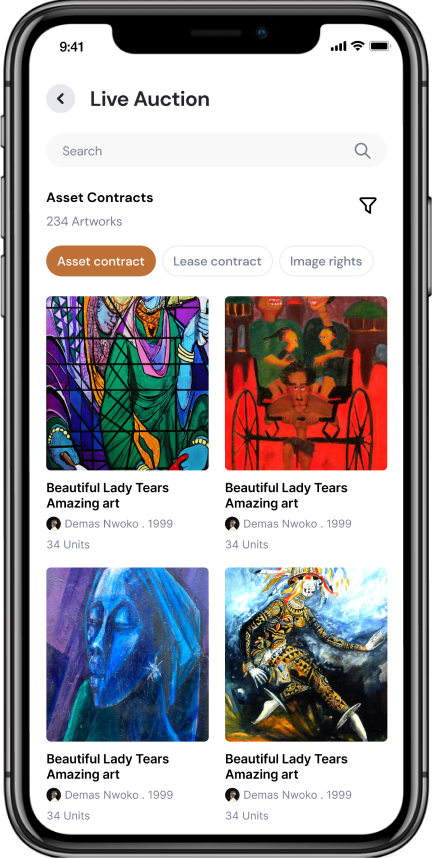 9:41
Live Auction
Search
Asset Contracts
234 Artworks
Asset contract
Lease contract
Image rights
Beautiful Lady Tears
Amazing art
Demas Nwoko . 1999
34 Units
Beautiful Lady Tears
Amazing art
Demas Nwoko . 1999
34 Units
Beautiful Lady Tears
Amazing art
Demas Nwoko . 1999
34 Units
Beautiful Lady Tears
Amazing art
Demas Nwoko . 1999
34 Units